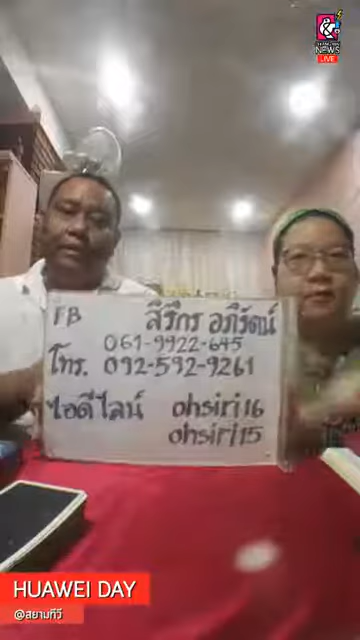 NEWS
LIVE
FB สิริกร อภิรัตน์
061-9922-645
โทร. 092-592-9261
ไอดีไลน์ ohsiri16
ohsiri15
HUAWEI DAY
@สยามทีวี